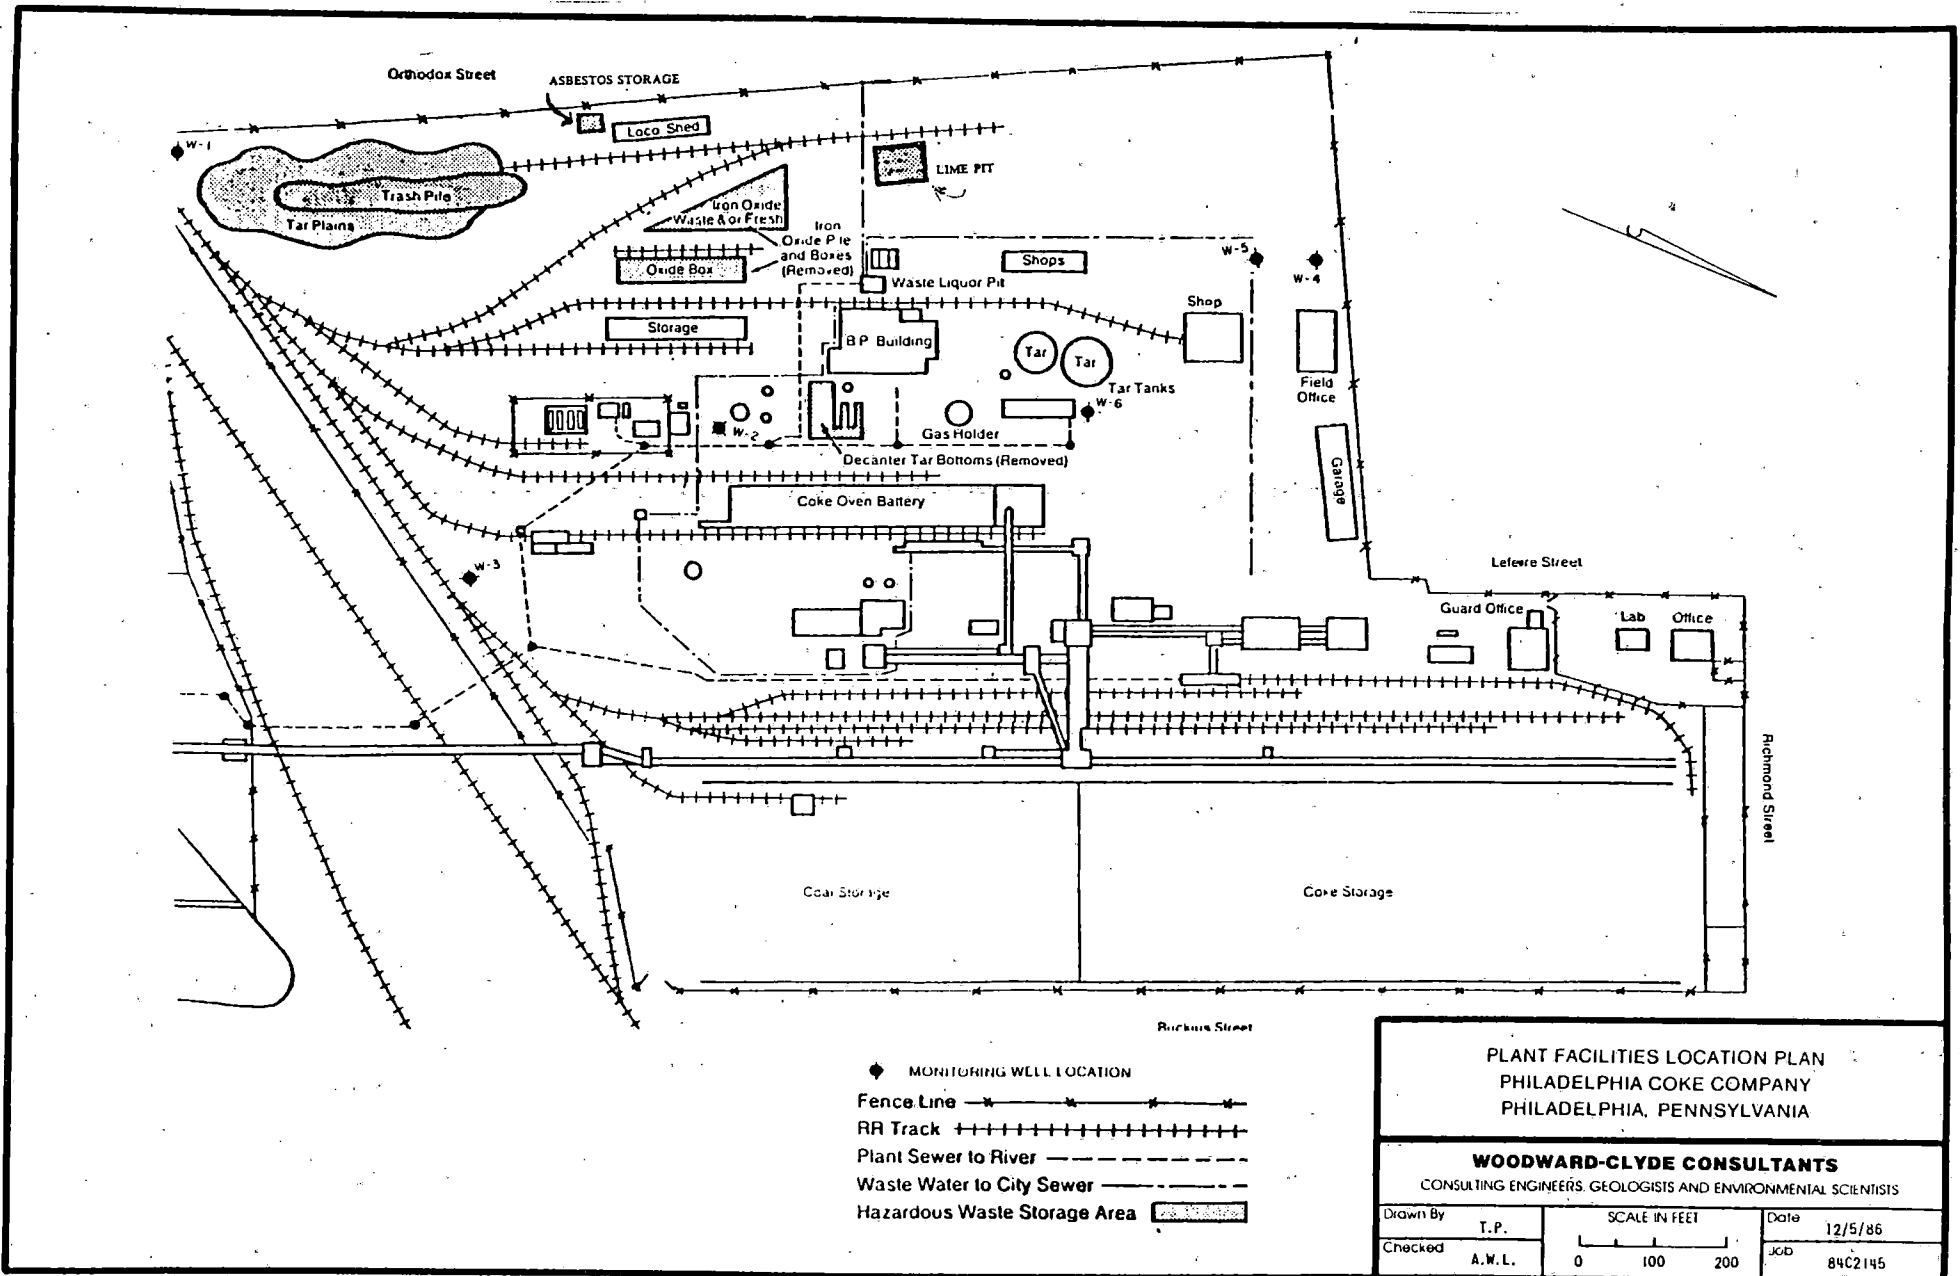 Orthodox Street
ASBESTOS STORAGE
W-1
Loco Shed
LIME PIT
Trash Pile
Tar Plains
Iron Oxide
Waste & or Fresh
Iron
Oxide Pile
and Boxes
(Removed)
Oxide Box
Shops
W-5
W-4
Waste Liquor Pit
Shop
Storage
B.P. Building
Tar
Tar
Tar Tanks
Field
Office
W-6
W-2
Gas Holder
Decanter Tar Bottoms (Removed)
Garage
Coke Oven Battery
W-3
Lefevre Street
Guard Office
Lab
Office
Richmond Street
Coal Storage
Coke Storage
Buckius Street
MONITORING WELL LOCATION
Fence Line
RR Track
Plant Sewer to River
Waste Water to City Sewer
Hazardous Waste Storage Area
PLANT FACILITIES LOCATION PLAN
PHILADELPHIA COKE COMPANY
PHILADELPHIA, PENNSYLVANIA
WOODWARD-CLYDE CONSULTANTS
CONSULTING ENGINEERS, GEOLOGISTS AND ENVIRONMENTAL SCIENTISTS
Drawn By
T.P.
SCALE IN FEET
0 100 200
Date
12/5/86
Checked
A.W.L.
Job
84C2145